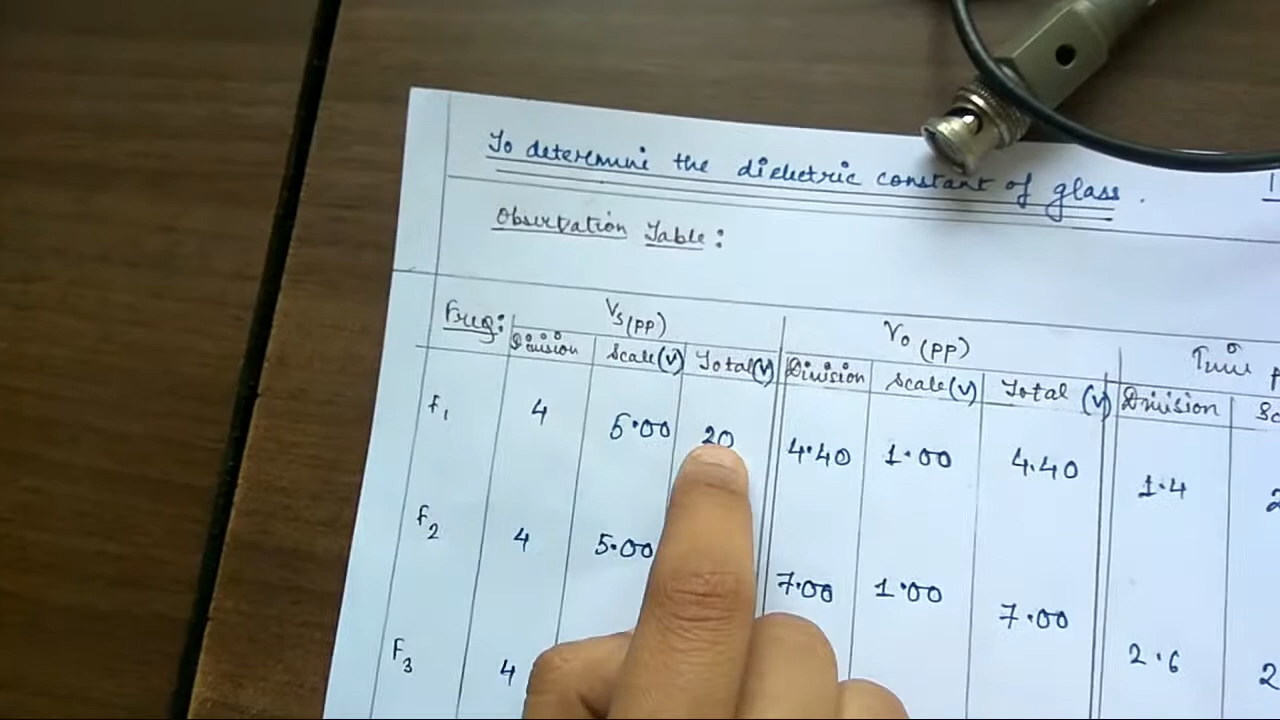 To determine the dielectric constant of glass.
Observation Table:
Freq: Vs(PP) Vo(PP)
Division Scale(V) Total(V) Division Scale(V) Total (V) Division
f1 4 5.00 20 4.40 1.00 4.40 1.4
f2 4 5.00 7.00 1.00 7.00 2.6
F3 4